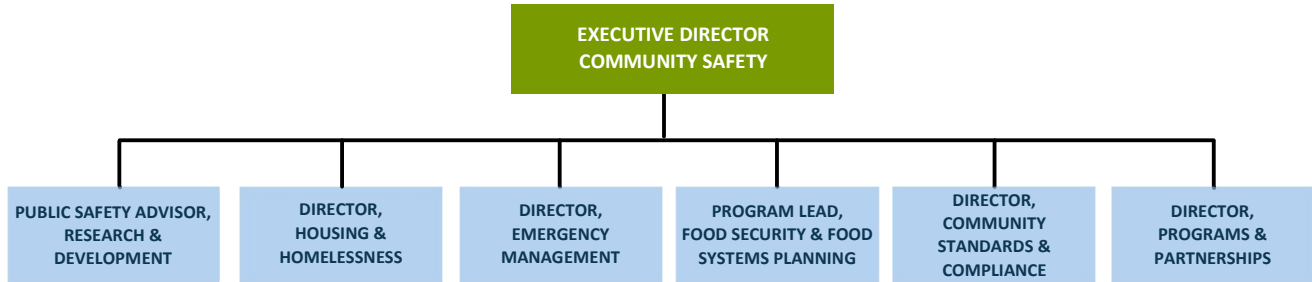 EXECUTIVE DIRECTOR
COMMUNITY SAFETY
PUBLIC SAFETY ADVISOR,
RESEARCH &
DEVELOPMENT
DIRECTOR,
HOUSING &
HOMELESSNESS
DIRECTOR,
EMERGENCY
MANAGEMENT
PROGRAM LEAD,
FOOD SECURITY & FOOD
SYSTEMS PLANNING
DIRECTOR,
COMMUNITY
STANDARDS &
COMPLIANCE
DIRECTOR,
PROGRAMS &
PARTNERSHIPS